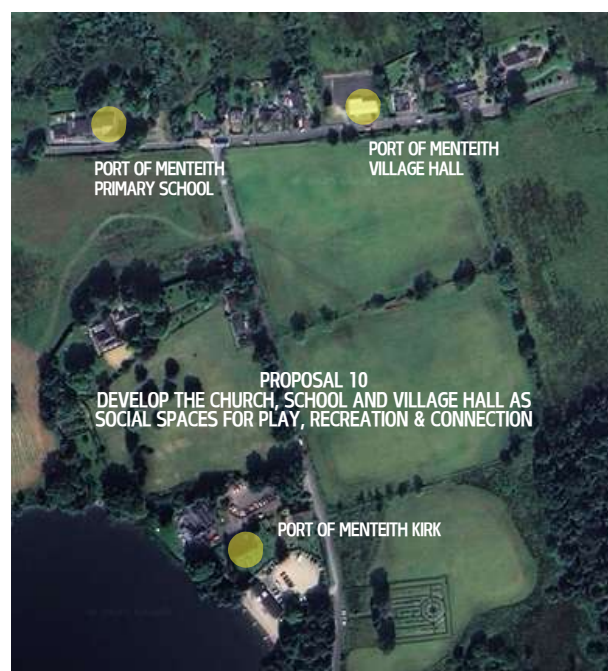 PORT OF MENTEITH
PRIMARY SCHOOL
PORT OF MENTEITH
VILLAGE HALL
PROPOSAL 10
DEVELOP THE CHURCH, SCHOOL AND VILLAGE HALL AS
SOCIAL SPACES FOR PLAY, RECREATION & CONNECTION
PORT OF MENTEITH KIRK